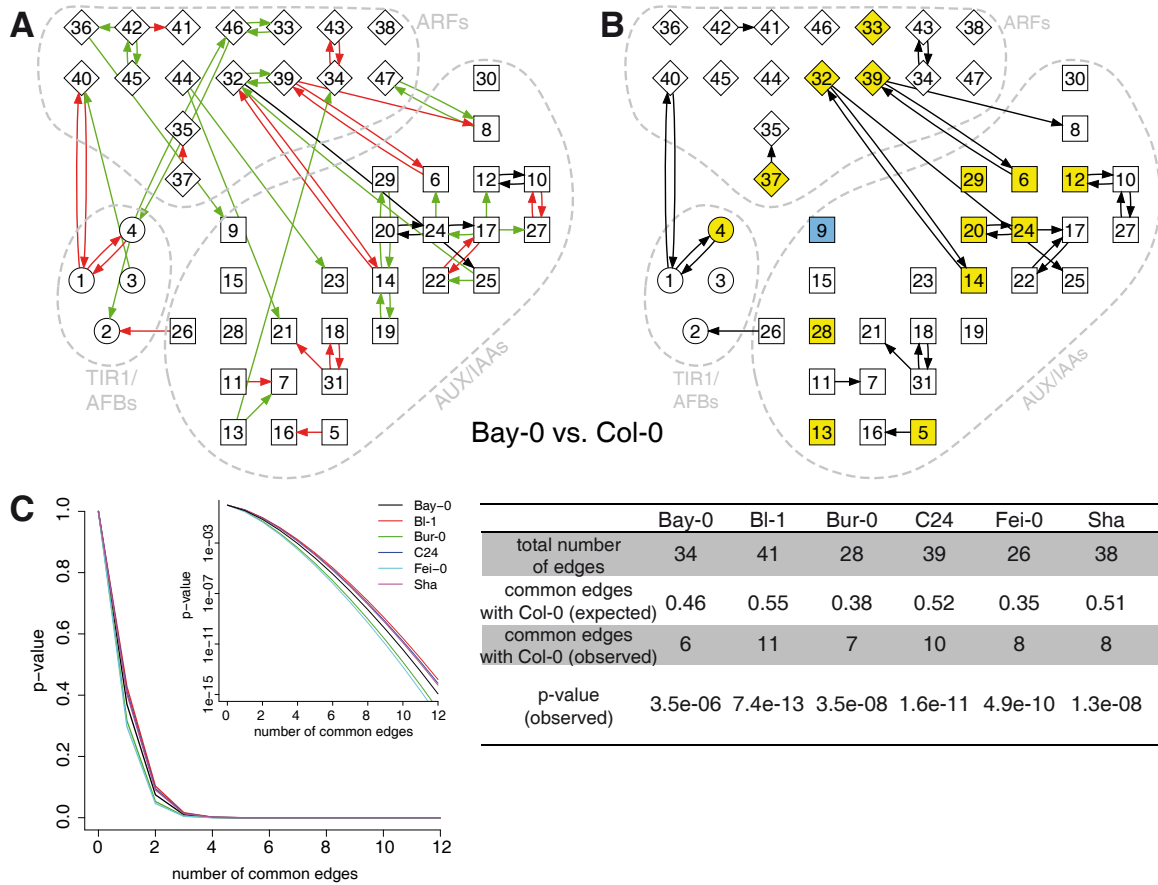 A
36 42 41 46 33 43 38
ARFs
40 45 44 32 39 34 47
30
8
35
37
29 6 12 10
4
9
20 24 17 27
1 3
15 23 14 22 25
2 26
28 21 18 19
TIR1/
AFBs
AUX/IAAs
11 7 31
13 16 5
Bay-0 vs. Col-0
B
36 42 41 46 33 43 38
ARFs
40 45 44 32 39 34 47
30
8
35
37
29 6 12 10
4
9
20 24 17 27
1 3
15 23 14 22 25
2 26
28 21 18 19
TIR1/
AFBs
AUX/IAAs
11 7 31
13 16 5
C
p−value
1.0
0.8
0.6
0.4
0.2
0.0
0 2 4 6 8 10 12
number of common edges
p−value
1e−03
1e−07
1e−11
1e−15
0 2 4 6 8 10 12
number of common edges
Bay−0
Bl−1
Bur−0
C24
Fei−0
Sha
Bay-0 Bl-1 Bur-0 C24 Fei-0 Sha
total number
of edges
34 41 28 39 26 38
common edges
with Col-0 (expected)
0.46 0.55 0.38 0.52 0.35 0.51
common edges
with Col-0 (observed)
6 11 7 10 8 8
p-value
(observed)
3.5e-06 7.4e-13 3.5e-08 1.6e-11 4.9e-10 1.3e-08